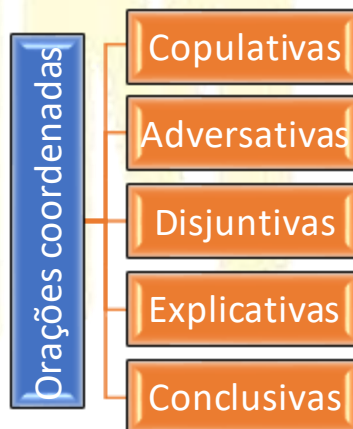 Orações coordenadas
Copulativas
Adversativas
Disjuntivas
Explicativas
Conclusivas